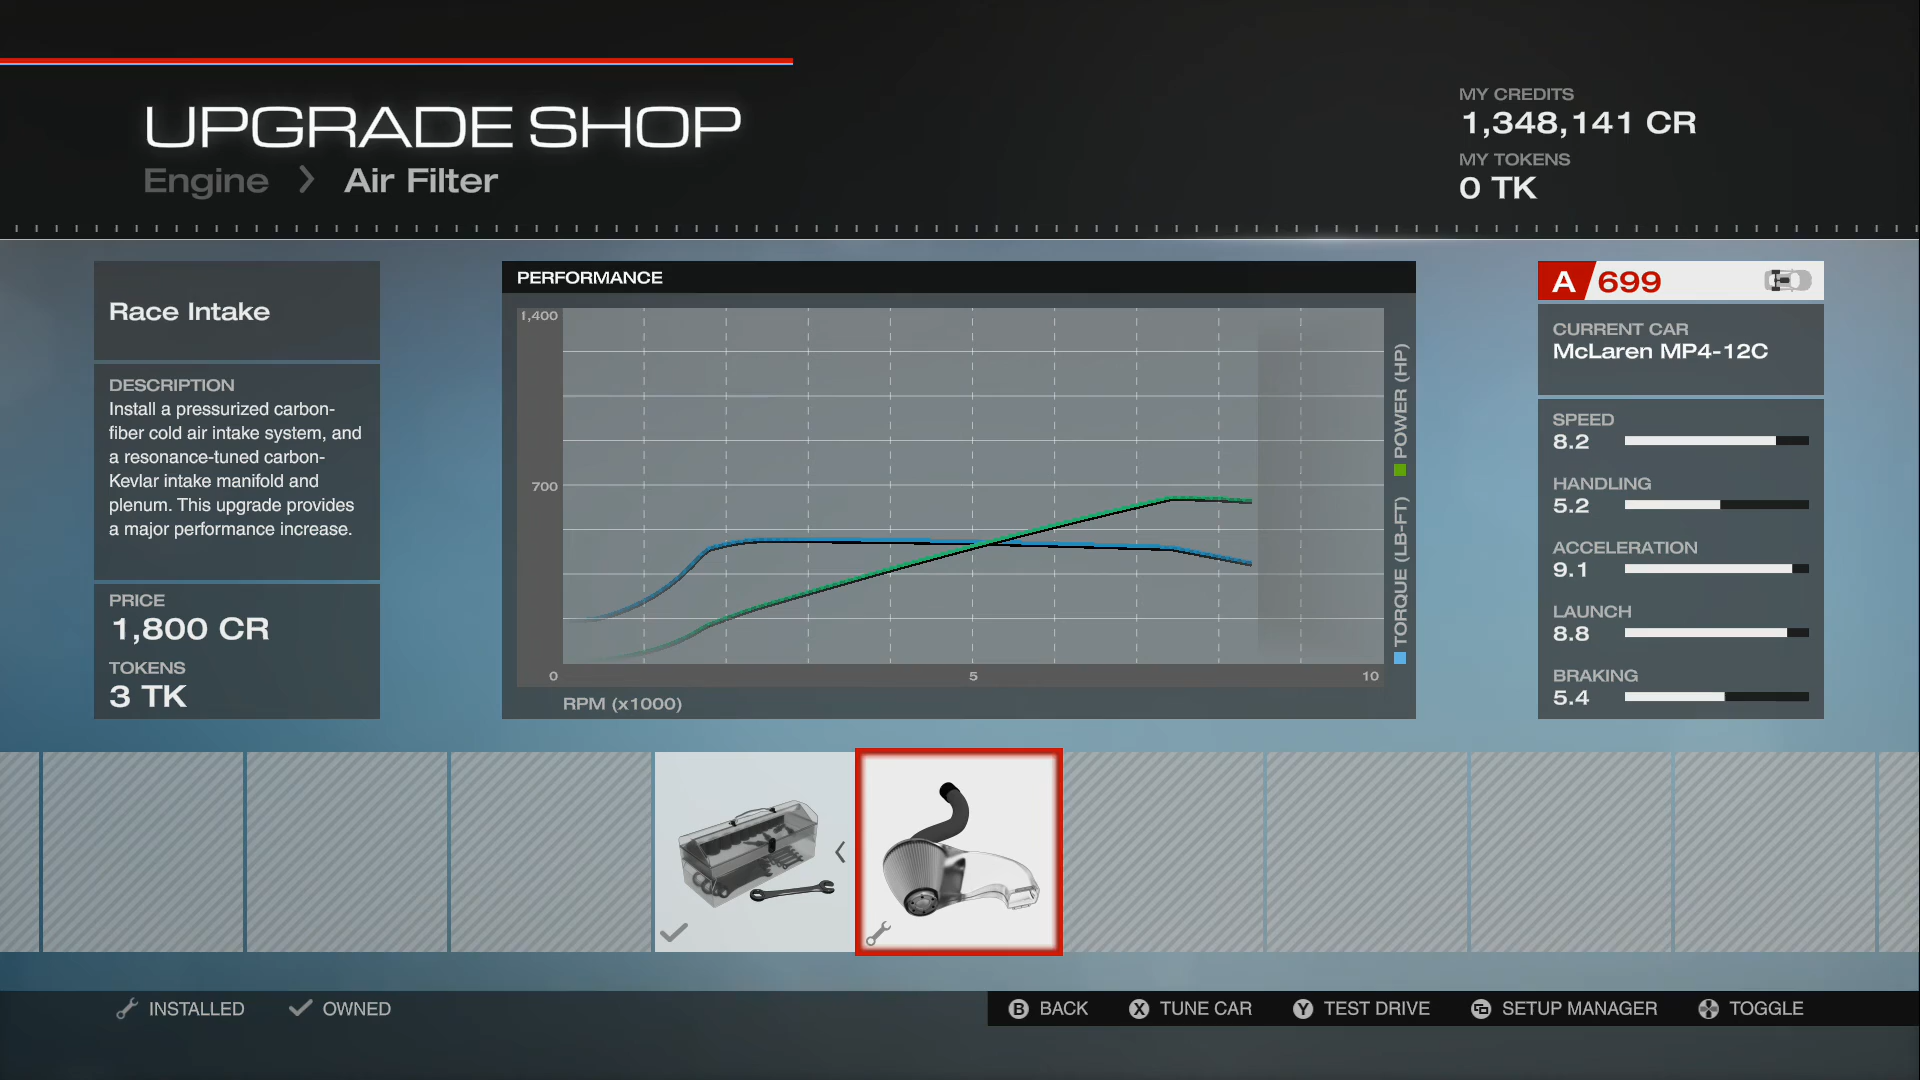 UPGRADE SHOP
Engine > Air Filter
MY CREDITS
1,348,141 CR
MY TOKENS
0 TK
Race Intake
DESCRIPTION
Install a pressurized carbon-
fiber cold air intake system, and
a resonance-tuned carbon-
Kevlar intake manifold and
plenum. This upgrade provides
a major performance increase.
PRICE
1,800 CR
TOKENS
3 TK
PERFORMANCE
1,400
700
0
5
10
RPM (x1000)
POWER (HP)
TORQUE (LB-FT)
A 699
CURRENT CAR
McLaren MP4-12C
SPEED
8.2
HANDLING
5.2
ACCELERATION
9.1
LAUNCH
8.8
BRAKING
5.4
INSTALLED
OWNED
B BACK
X TUNE CAR
Y TEST DRIVE
SETUP MANAGER
TOGGLE